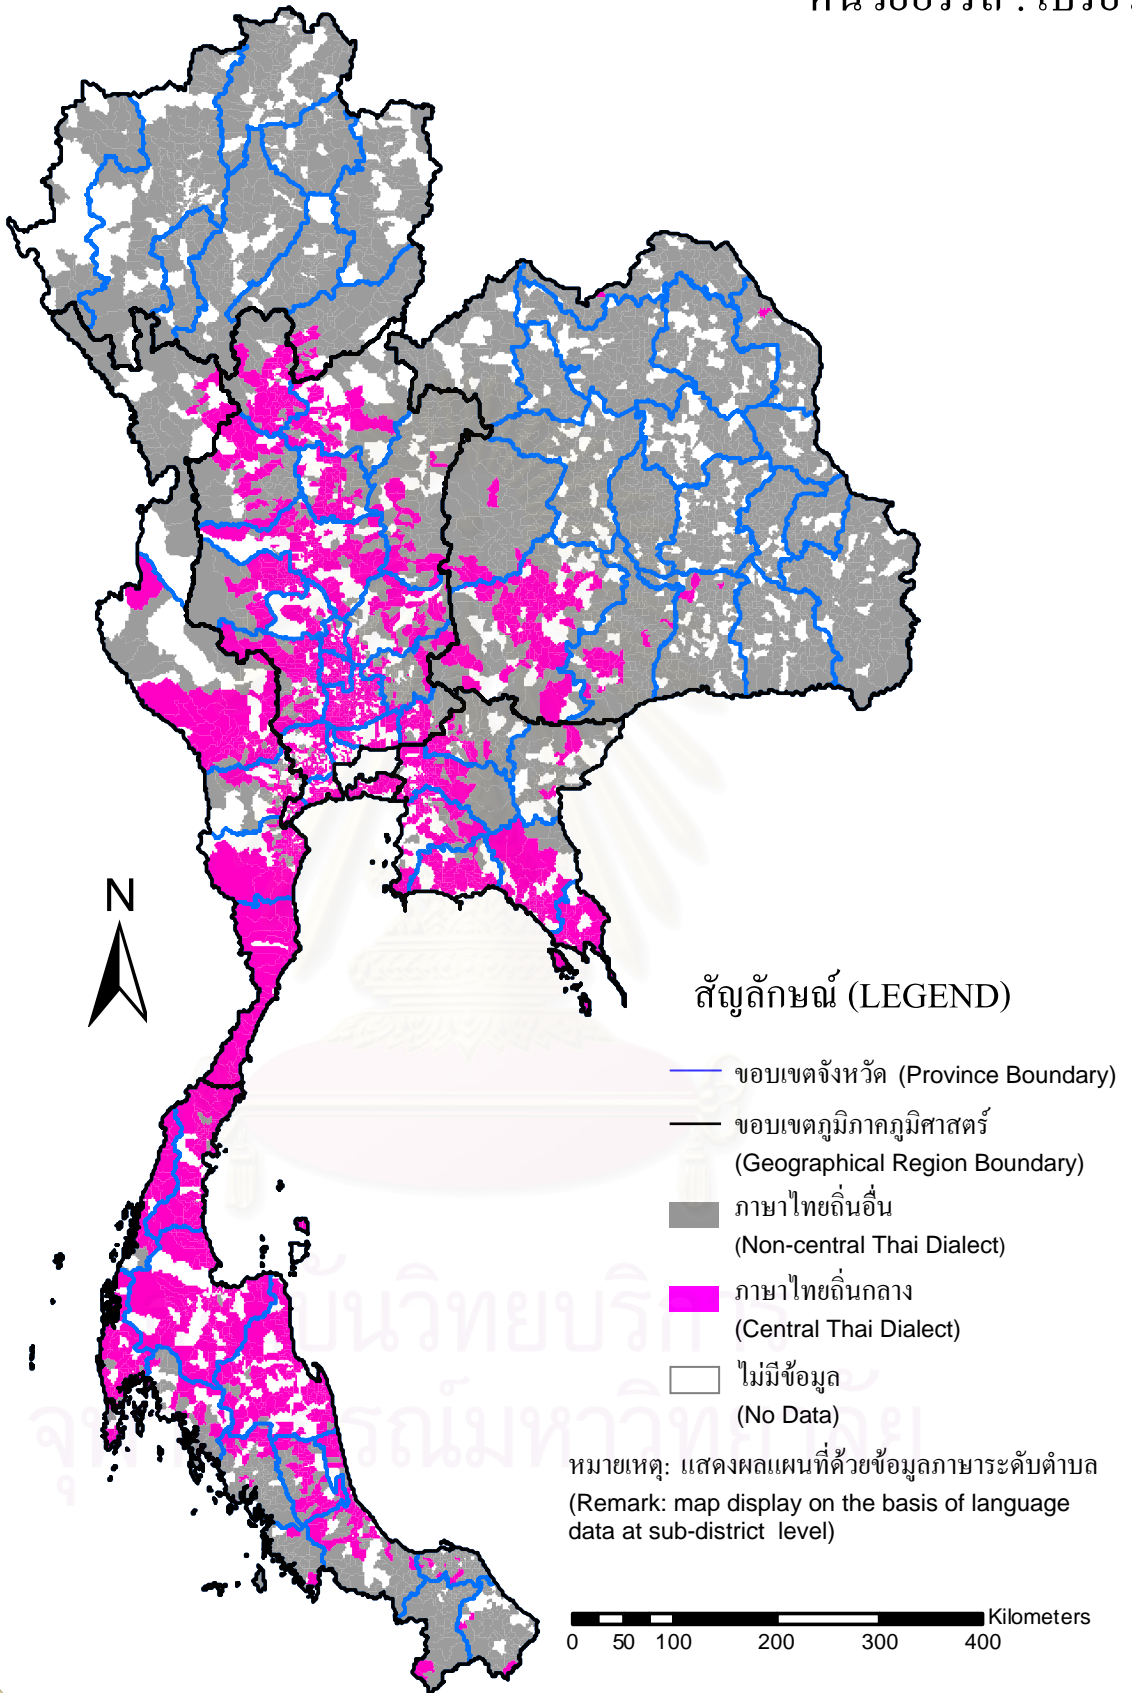 N
สัญลักษณ์ (LEGEND)
ขอบเขตจังหวัด (Province Boundary)
ขอบเขตภูมิภาคภูมิศาสตร์
(Geographical Region Boundary)
ภาษาไทยถิ่นอื่น
(Non-central Thai Dialect)
ภาษาไทยถิ่นกลาง
(Central Thai Dialect)
ไม่มีข้อมูล
(No Data)
หมายเหตุ: แสดงผลแผนที่ด้วยข้อมูลภาษาระดับตำบล
(Remark: map display on the basis of language
data at sub-district level)
Kilometers
0 50 100 200 300 400